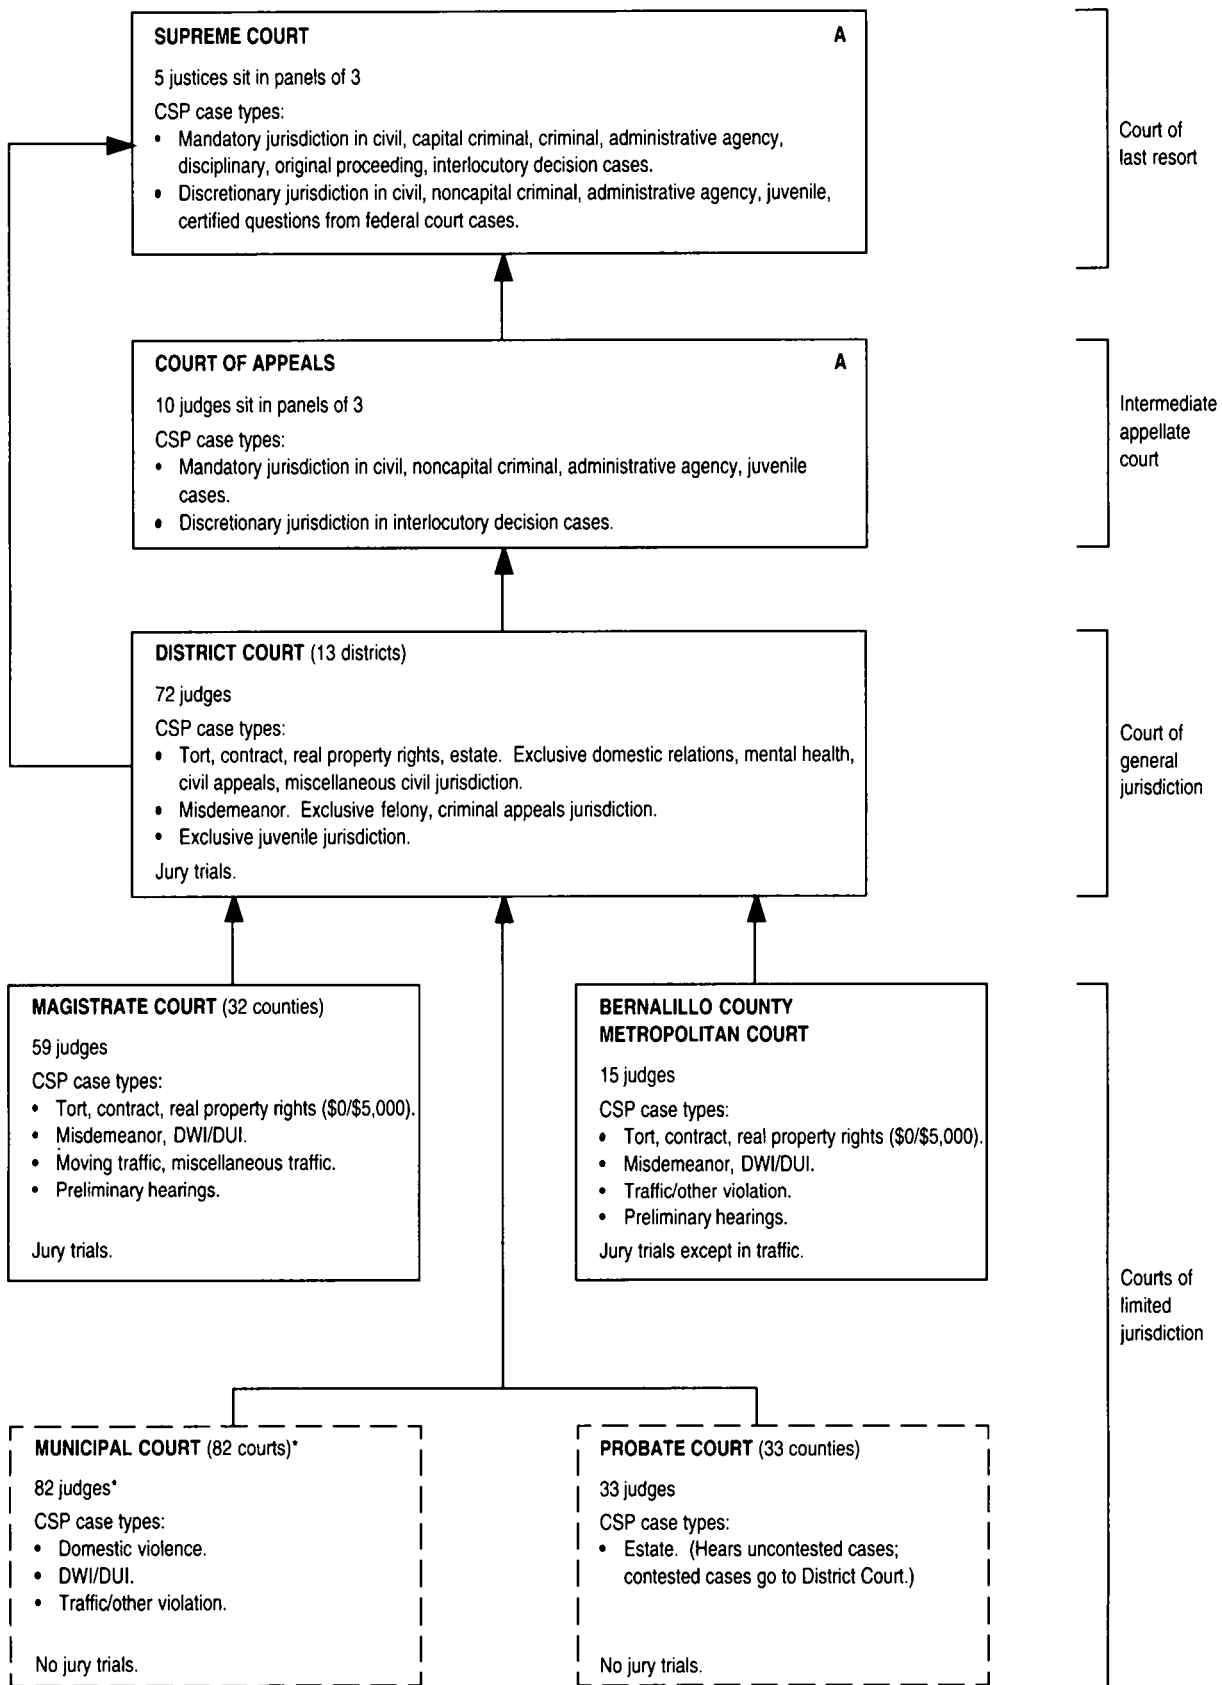 SUPREME COURT A
5 justices sit in panels of 3
CSP case types:
• Mandatory jurisdiction in civil, capital criminal, criminal, administrative agency,
disciplinary, original proceeding, interlocutory decision cases.
• Discretionary jurisdiction in civil, noncapital criminal, administrative agency, juvenile,
certified questions from federal court cases.
Court of
last resort
COURT OF APPEALS A
10 judges sit in panels of 3
CSP case types:
• Mandatory jurisdiction in civil, noncapital criminal, administrative agency, juvenile
cases.
• Discretionary jurisdiction in interlocutory decision cases.
Intermediate
appellate
court
DISTRICT COURT (13 districts)
72 judges
CSP case types:
• Tort, contract, real property rights, estate. Exclusive domestic relations, mental health,
civil appeals, miscellaneous civil jurisdiction.
• Misdemeanor. Exclusive felony, criminal appeals jurisdiction.
• Exclusive juvenile jurisdiction.
Jury trials.
Court of
general
jurisdiction
MAGISTRATE COURT (32 counties)
59 judges
CSP case types:
• Tort, contract, real property rights ($0/$5,000).
• Misdemeanor, DWI/DUI.
• Moving traffic, miscellaneous traffic.
• Preliminary hearings.
Jury trials.
BERNALILLO COUNTY
METROPOLITAN COURT
15 judges
CSP case types:
• Tort, contract, real property rights ($0/$5,000).
• Misdemeanor, DWI/DUI.
• Traffic/other violation.
• Preliminary hearings.
Jury trials except in traffic.
Courts of
limited
jurisdiction
MUNICIPAL COURT (82 courts)*
82 judges*
CSP case types:
• Domestic violence.
• DWI/DUI.
• Traffic/other violation.
No jury trials.
PROBATE COURT (33 counties)
33 judges
CSP case types:
• Estate. (Hears uncontested cases;
contested cases go to District Court.)
No jury trials.